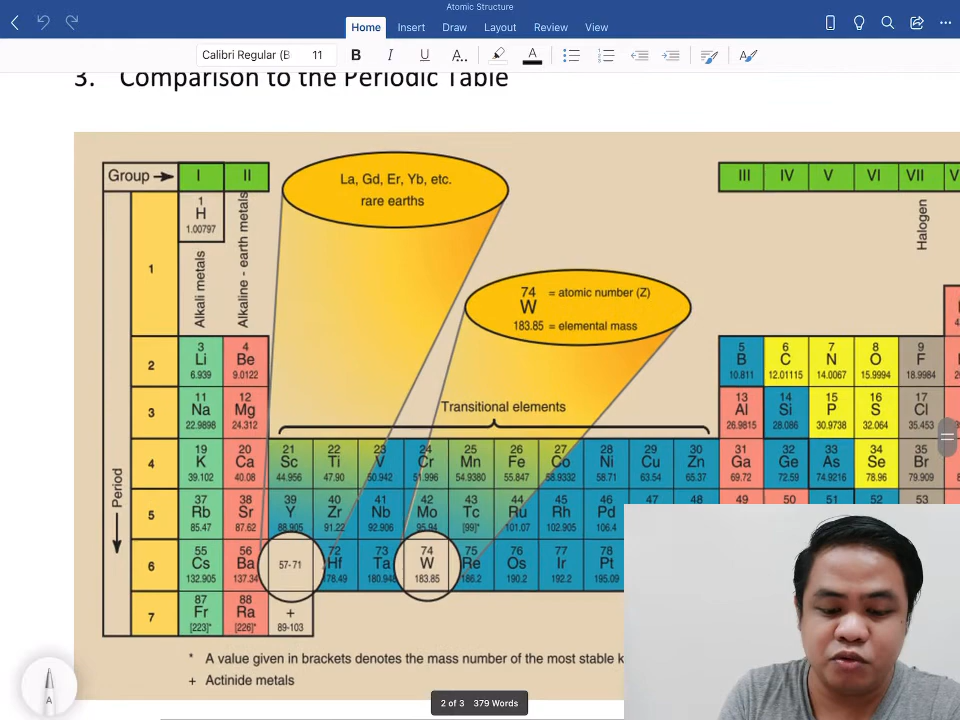 Atomic Structure
Home Insert Draw Layout Review View
Calibri Regular (B 11 B I U A A A
3. Comparison to the Periodic Table
La, Gd, Er, Yb, etc.
rare earths
Group I II III IV V VI VII
1
H
1.00797
Alkali metals
Alkaline - earth metals
Halogen
Period
1
74 = atomic number (Z)
W
183.85 = elemental mass
Transitional elements
2
3 4 5 6 7 8 9
Li Be B C N O F
6.939 9.0122 10.811 12.01115 14.0067 15.9994 18.9984
3
11 12 13 14 15 16 17
Na Mg Al Si P S Cl
22.9898 24.312 26.9815 28.086 30.9738 32.064 35.453
4
19 20 21 22 23 24 25 26 27 28 29 30 31 32 33 34 35
K Ca Sc Ti V Cr Mn Fe Co Ni Cu Zn Ga Ge As Se Br
39.102 40.08 44.956 47.90 50.942 51.996 54.9380 55.847 58.9332 58.71 63.54 65.37 69.72 72.59 74.9216 78.96 79.909
5
37 38 39 40 41 42 43 44 45 46 47 48 49 50 51 52 53
Rb Sr Y Zr Nb Mo Tc Ru Rh Pd
85.47 87.62 88.905 91.22 92.906 95.94 [99]* 101.07 102.905 106.4
6
55 56 57-71 72 73 74 75 76 77 78
Cs Ba Hf Ta W Re Os Ir Pt
132.905 137.34 178.49 180.948 183.85 186.2 190.2 192.2 195.09
7
87 88 +
Fr Ra 89-103
[223]* [226]*
* A value given in brackets denotes the mass number of the most stable
+ Actinide metals
A
2 of 3 379 Words